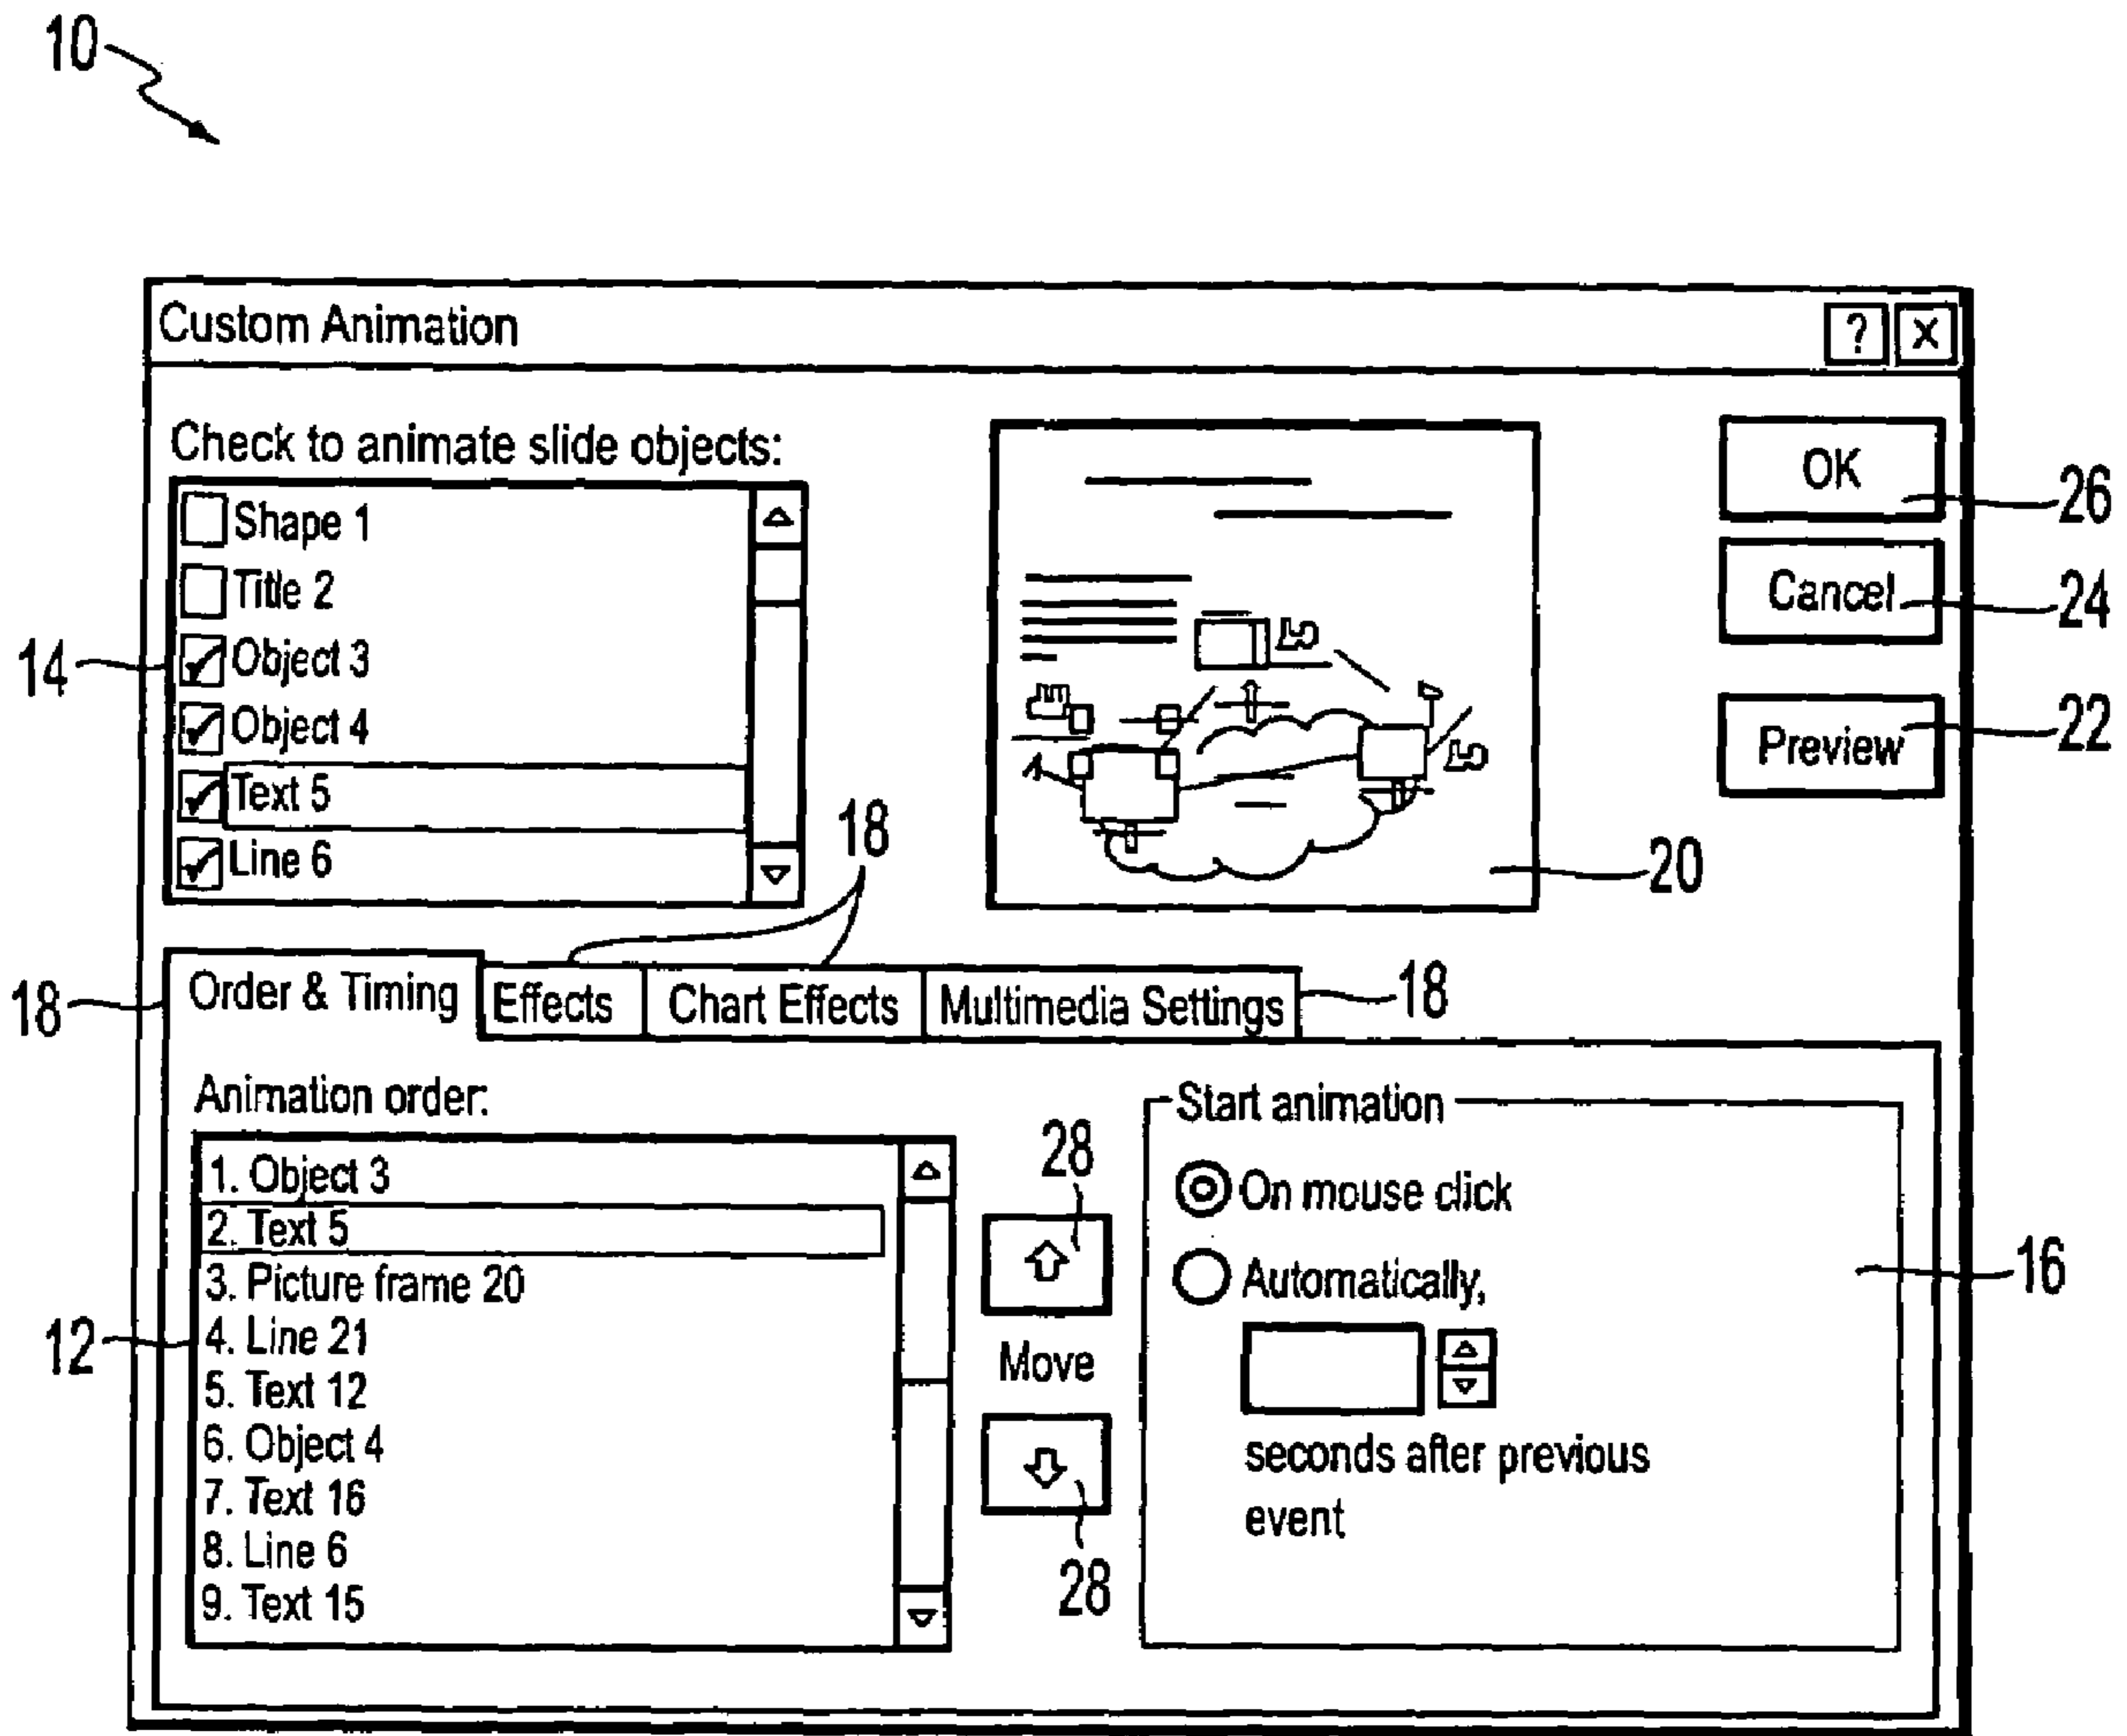 10
Custom Animation ? X
Check to animate slide objects:
Shape 1
Title 2
Object 3
Object 4
Text 5
Line 6
14
OK
26
Cancel
24
Preview
22
20
18
18
Order & Timing Effects Chart Effects Multimedia Settings
18
Animation order:
1. Object 3
2. Text 5
3. Picture frame 20
4. Line 21
5. Text 12
6. Object 4
7. Text 16
8. Line 6
9. Text 15
12
28
Move
28
Start animation
On mouse click
Automatically,
seconds after previous
event
16